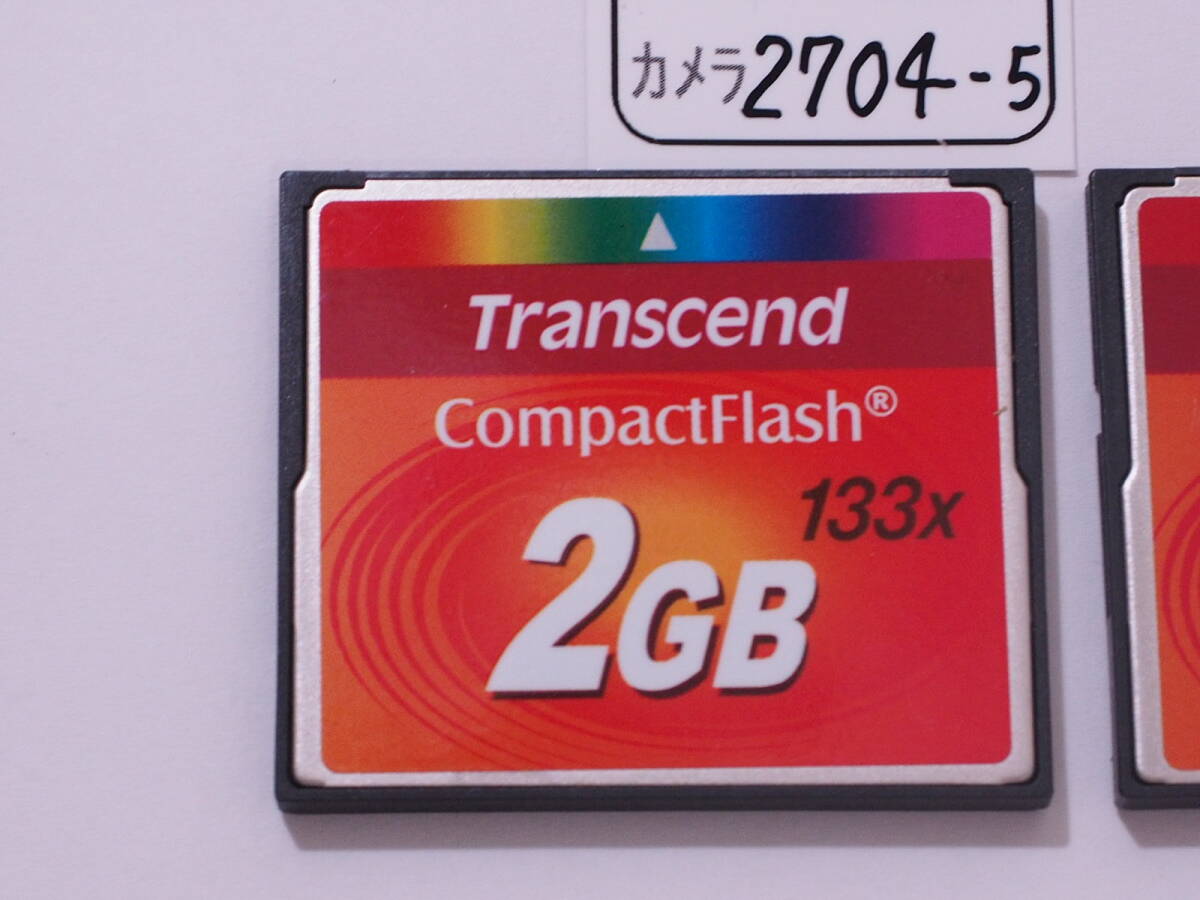 カメラ2704-5
Transcend
CompactFlash®
133x
2GB